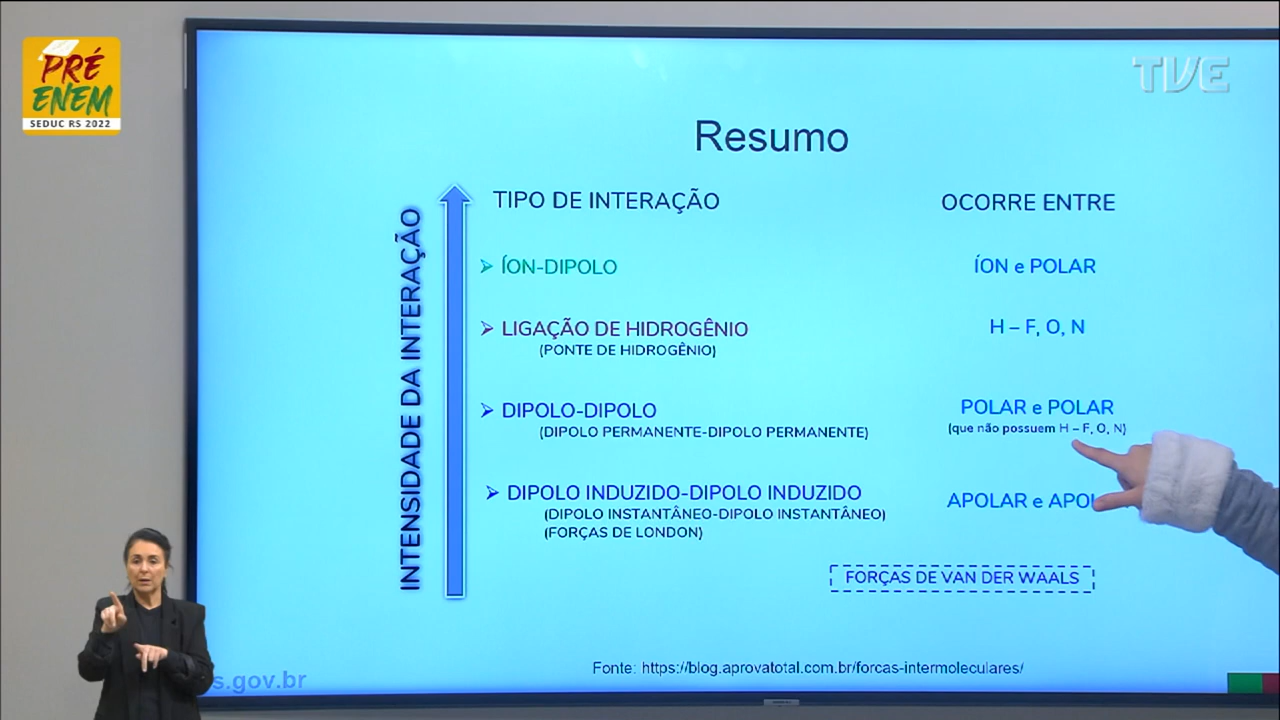 PRÉ
ENEM
SEDUC RS 2022
TVE
Resumo
INTENSIDADE DA INTERAÇÃO
TIPO DE INTERAÇÃO
OCORRE ENTRE
➢ ÍON-DIPOLO
ÍON e POLAR
➢ LIGAÇÃO DE HIDROGÊNIO
(PONTE DE HIDROGÊNIO)
H – F, O, N
➢ DIPOLO-DIPOLO
(DIPOLO PERMANENTE-DIPOLO PERMANENTE)
POLAR e POLAR
(que não possuem H – F, O, N)
➢ DIPOLO INDUZIDO-DIPOLO INDUZIDO
(DIPOLO INSTANTÂNEO-DIPOLO INSTANTÂNEO)
(FORÇAS DE LONDON)
APOLAR e APOL
FORÇAS DE VAN DER WAALS
Fonte: https://blog.aprovatotal.com.br/forcas-intermoleculares/
s.gov.br